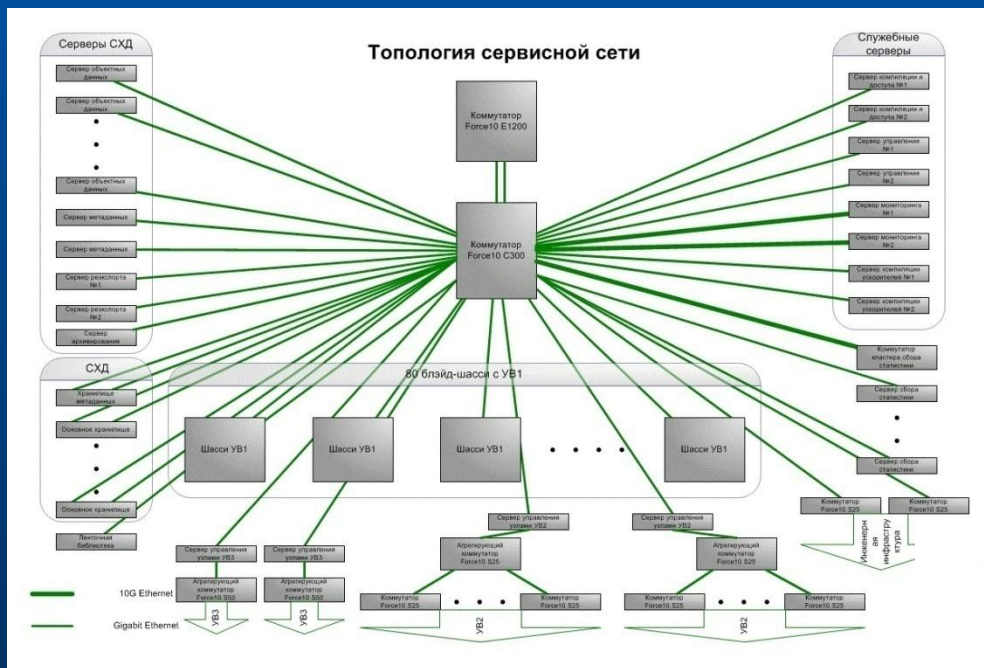 Топология сервисной сети
Серверы СХД
Сервер объектных
данных
Сервер объектных
данных
Сервер объектных
данных
Сервер метаданных
Сервер метаданных
Сервер реэкспорта
№1
Сервер реэкспорта
№2
Сервер
архивирование
СХД
Хранилище
метаданных
Основное хранилище
Основное хранилище
Ленточная
библиотека
Коммутатор
Force10 E1200
Коммутатор
Force10 C300
Служебные
серверы
Сервер компиляции и
доступа №1
Сервер компиляции и
доступа №2
Сервер управления
№1
Сервер управления
№2
Сервер мониторинга
№1
Сервер мониторинга
№2
Сервер компиляции
ускорителей №1
Сервер компиляции
ускорителей №2
Коммутатор
кластера сбора
статистики
Сервер сбора
статистики
Сервер сбора
статистики
80 блэйд-шасси с УВ1
Шасси УВ1
Шасси УВ1
Шасси УВ1
Шасси УВ1
Коммутатор
Force10 S25
Коммутатор
Force10 S25
Инженерн
ая
инфрастру
ктура
Сервер управления
узлами УВ3
Сервер управления
узлами УВ3
Агрегирующий
коммутатор
Force10 S50
Агрегирующий
коммутатор
Force10 S50
УВ3
УВ3
Сервер управления
узлами УВ2
Агрегирующий
коммутатор
Force10 S25
Коммутатор
Force10 S25
Коммутатор
Force10 S25
УВ2
Сервер управления
узлами УВ2
Агрегирующий
коммутатор
Force10 S25
Коммутатор
Force10 S25
Коммутатор
Force10 S25
УВ2
10G Ethernet
Gigabit Ethernet